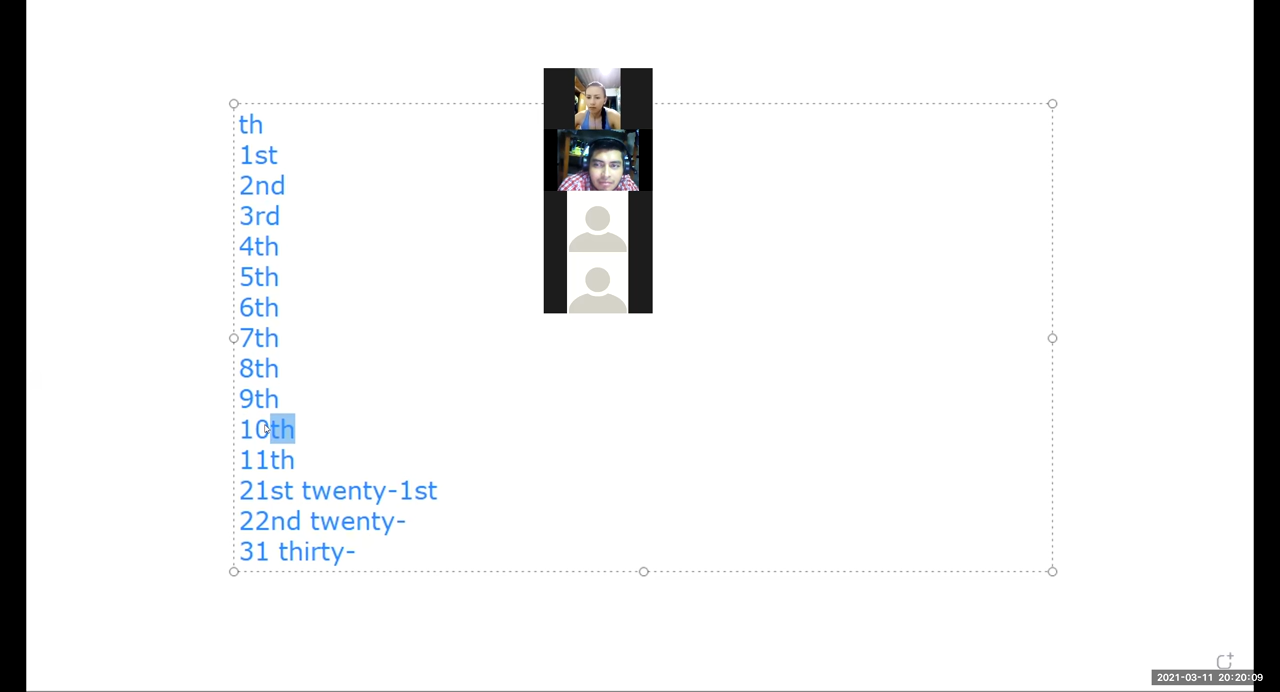 th
1st
2nd
3rd
4th
5th
6th
7th
8th
9th
10th
11th
21st twenty-1st
22nd twenty-
31 thirty-
2021-03-11 20:20:09